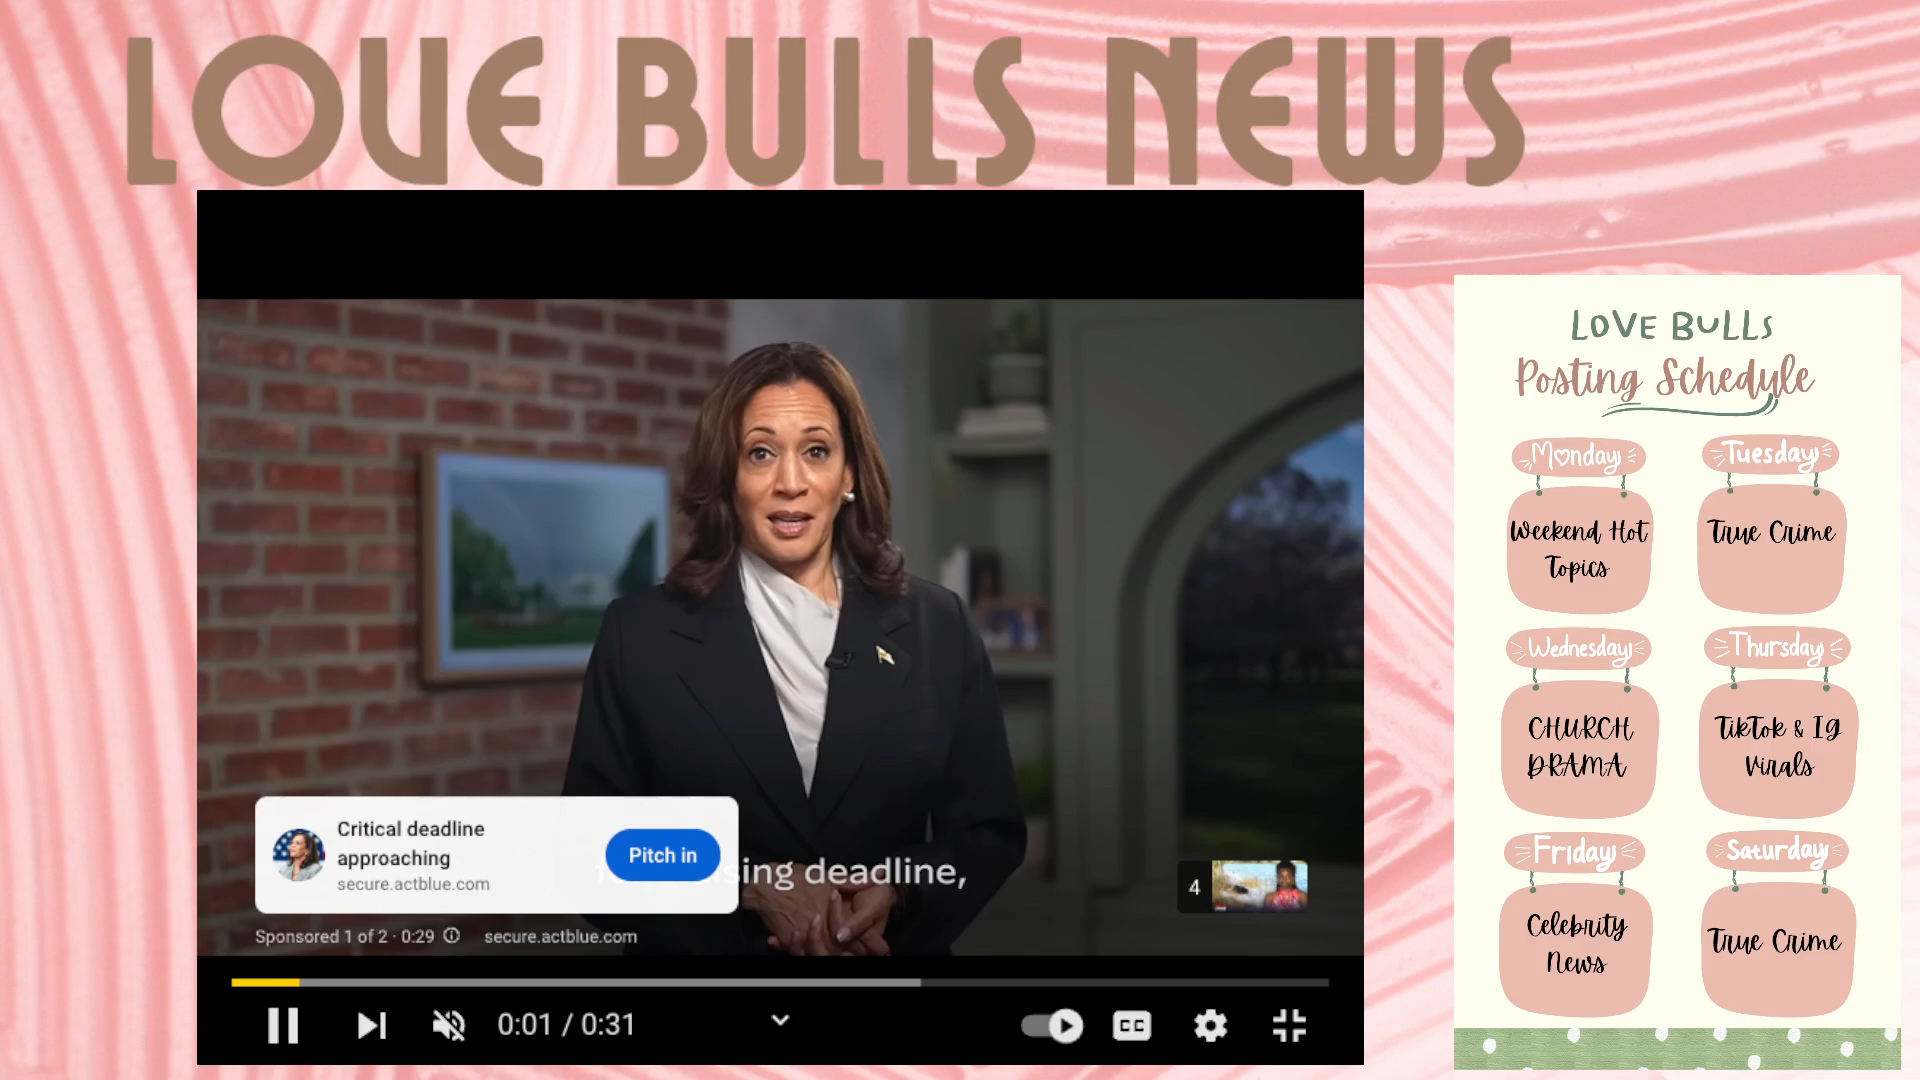 LOVE BULLS NEWS
LOVE BULLS
Posting Schedule
Monday
Tuesday
Weekend Hot
Topics
True Crime
Wednesday
Thursday
CHURCH
DRAMA
TikTok & IG
Virals
Friday
Saturday
Celebrity
News
True Crime
Critical deadline
approaching
secure.actblue.com
Pitch in
deadline,
4
Sponsored 1 of 2 · 0:29
secure.actblue.com
0:01 / 0:31
CC